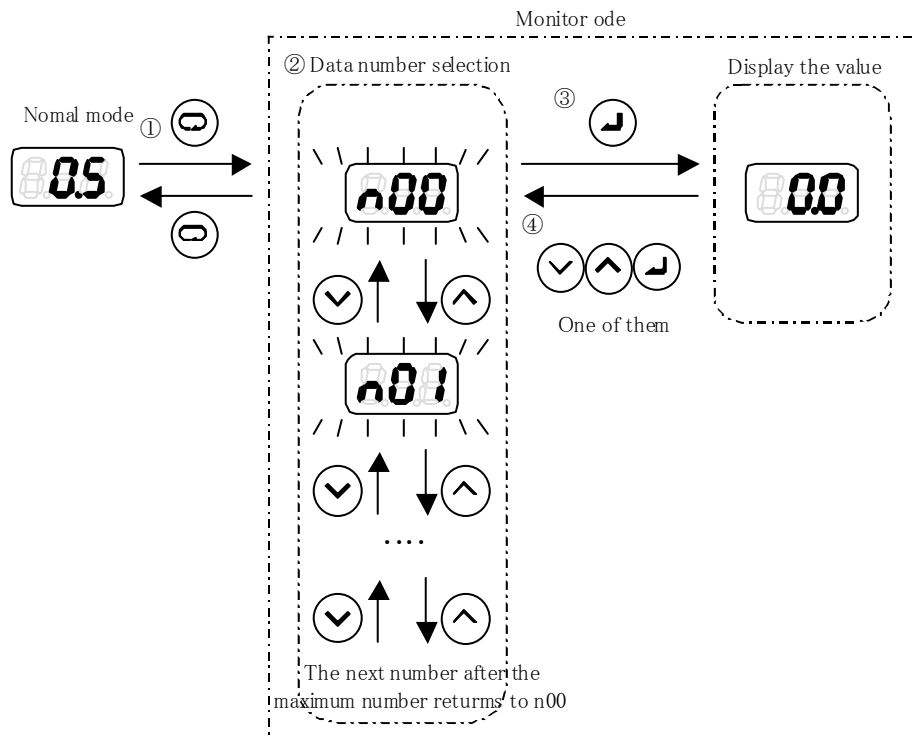 Monitor ode
② Data number selection
Display the value
③
Nomal mode
①
0.5
n00
0.0
④
One of them
n01
....
The next number after the
maximum number returms to n00